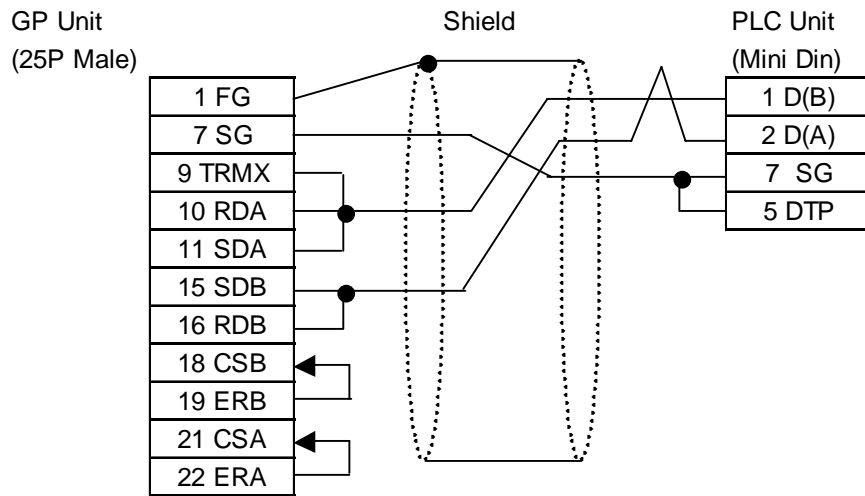 GP Unit
(25P Male)
Shield
PLC Unit
(Mini Din)
1 FG
7 SG
9 TRMX
10 RDA
11 SDA
15 SDB
16 RDB
18 CSB
19 ERB
21 CSA
22 ERA
1 D(B)
2 D(A)
7 SG
5 DTP